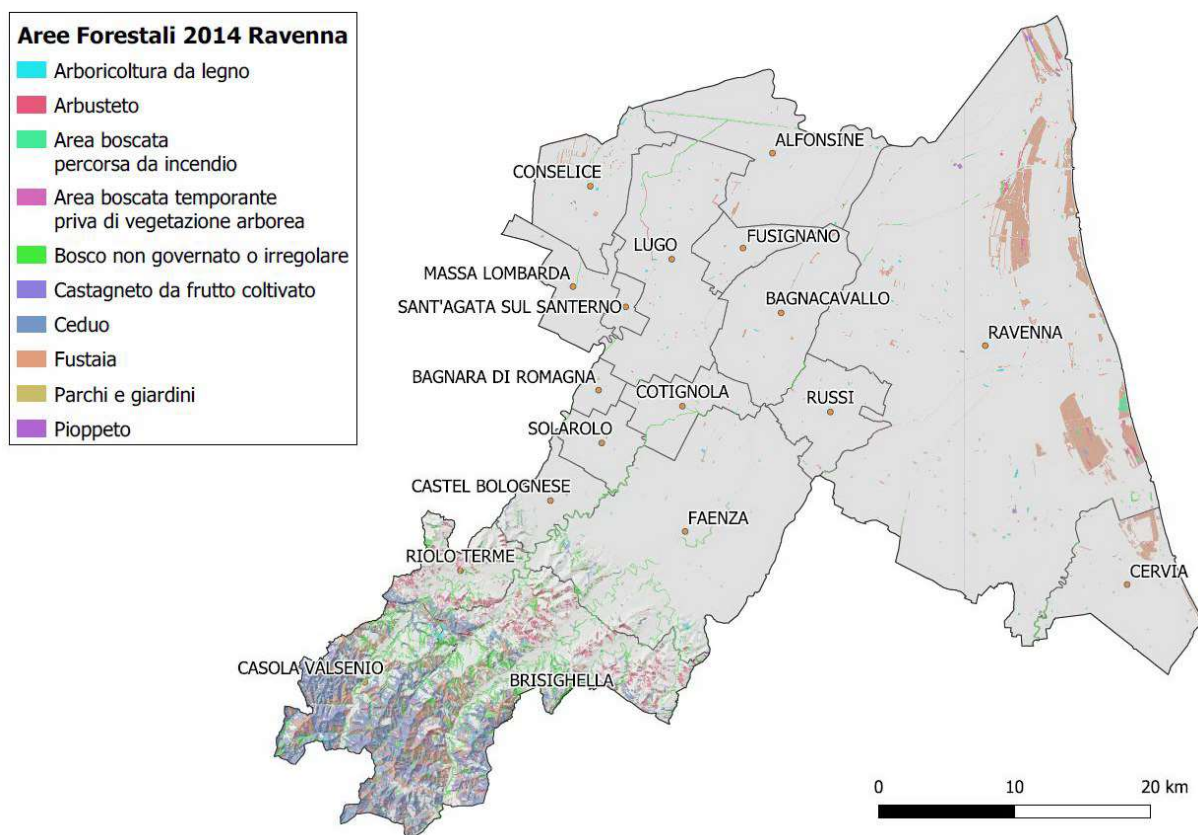 Aree Forestali 2014 Ravenna
Arboricoltura da legno
Arbusteto
Area boscata
percorsa da incendio
Area boscata temporante
priva di vegetazione arborea
Bosco non governato o irregolare
Castagneto da frutto coltivato
Ceduo
Fustaia
Parchi e giardini
Pioppeto
ALFONSINE
CONSELICE
LUGO
FUSIGNANO
MASSA LOMBARDA
SANT'AGATA SUL SANTERNO
BAGNACAVALLO
RAVENNA
BAGNARA DI ROMAGNA
COTIGNOLA
RUSSI
SOLAROLO
CASTEL BOLOGNESE
FAENZA
RIOLO TERME
CERVIA
CASOLA VALSENIO
BRISIGHELLA
0 10 20 km